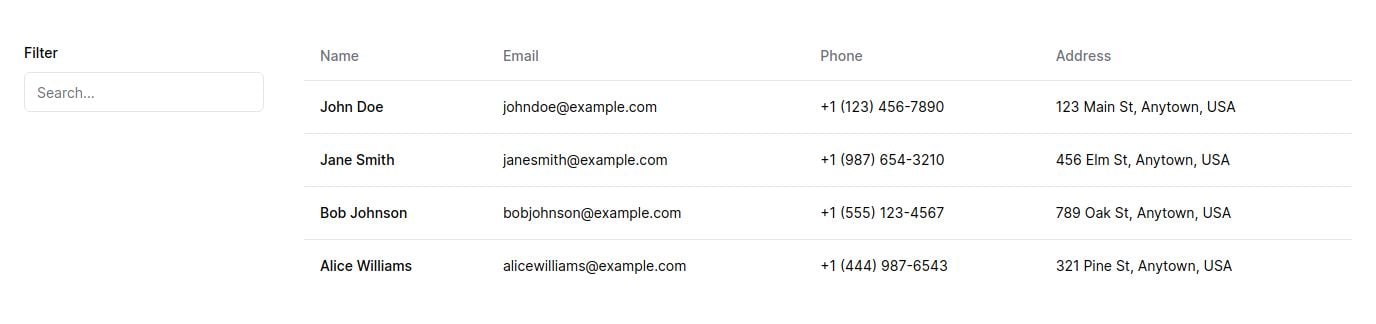 Filter
Search...
Name Email Phone Address
John Doe johndoe@example.com +1 (123) 456-7890 123 Main St, Anytown, USA
Jane Smith janesmith@example.com +1 (987) 654-3210 456 Elm St, Anytown, USA
Bob Johnson bobjohnson@example.com +1 (555) 123-4567 789 Oak St, Anytown, USA
Alice Williams alicewilliams@example.com +1 (444) 987-6543 321 Pine St, Anytown, USA